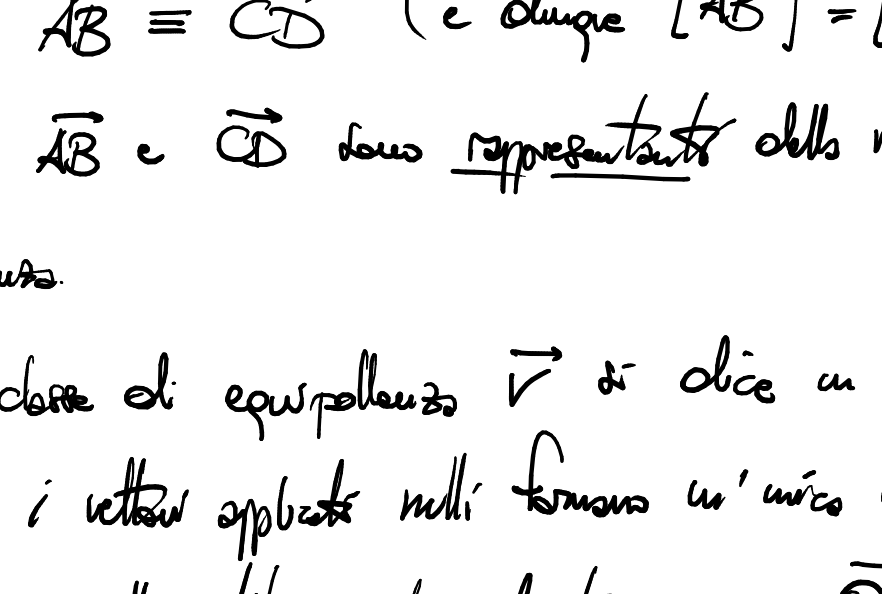 AB ≡ CD (e dunque [AB] = [
AB e CD sono rappresentanti della
nza.
classe di equipollenza V si dice un
i vettori applicati nulli formano un'unica